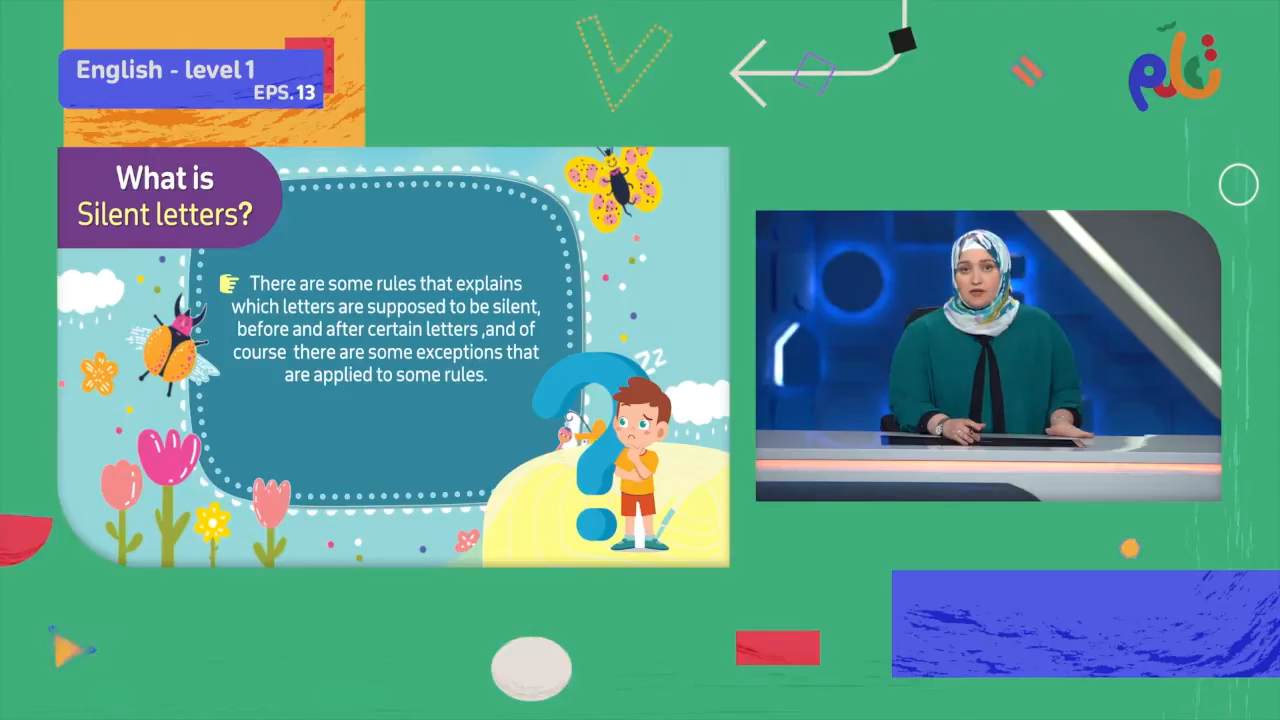 English - level 1
EPS.13
نتكلم
What is
Silent letters?
There are some rules that explains
which letters are supposed to be silent,
before and after certain letters ,and of
course there are some exceptions that
are applied to some rules.
zz